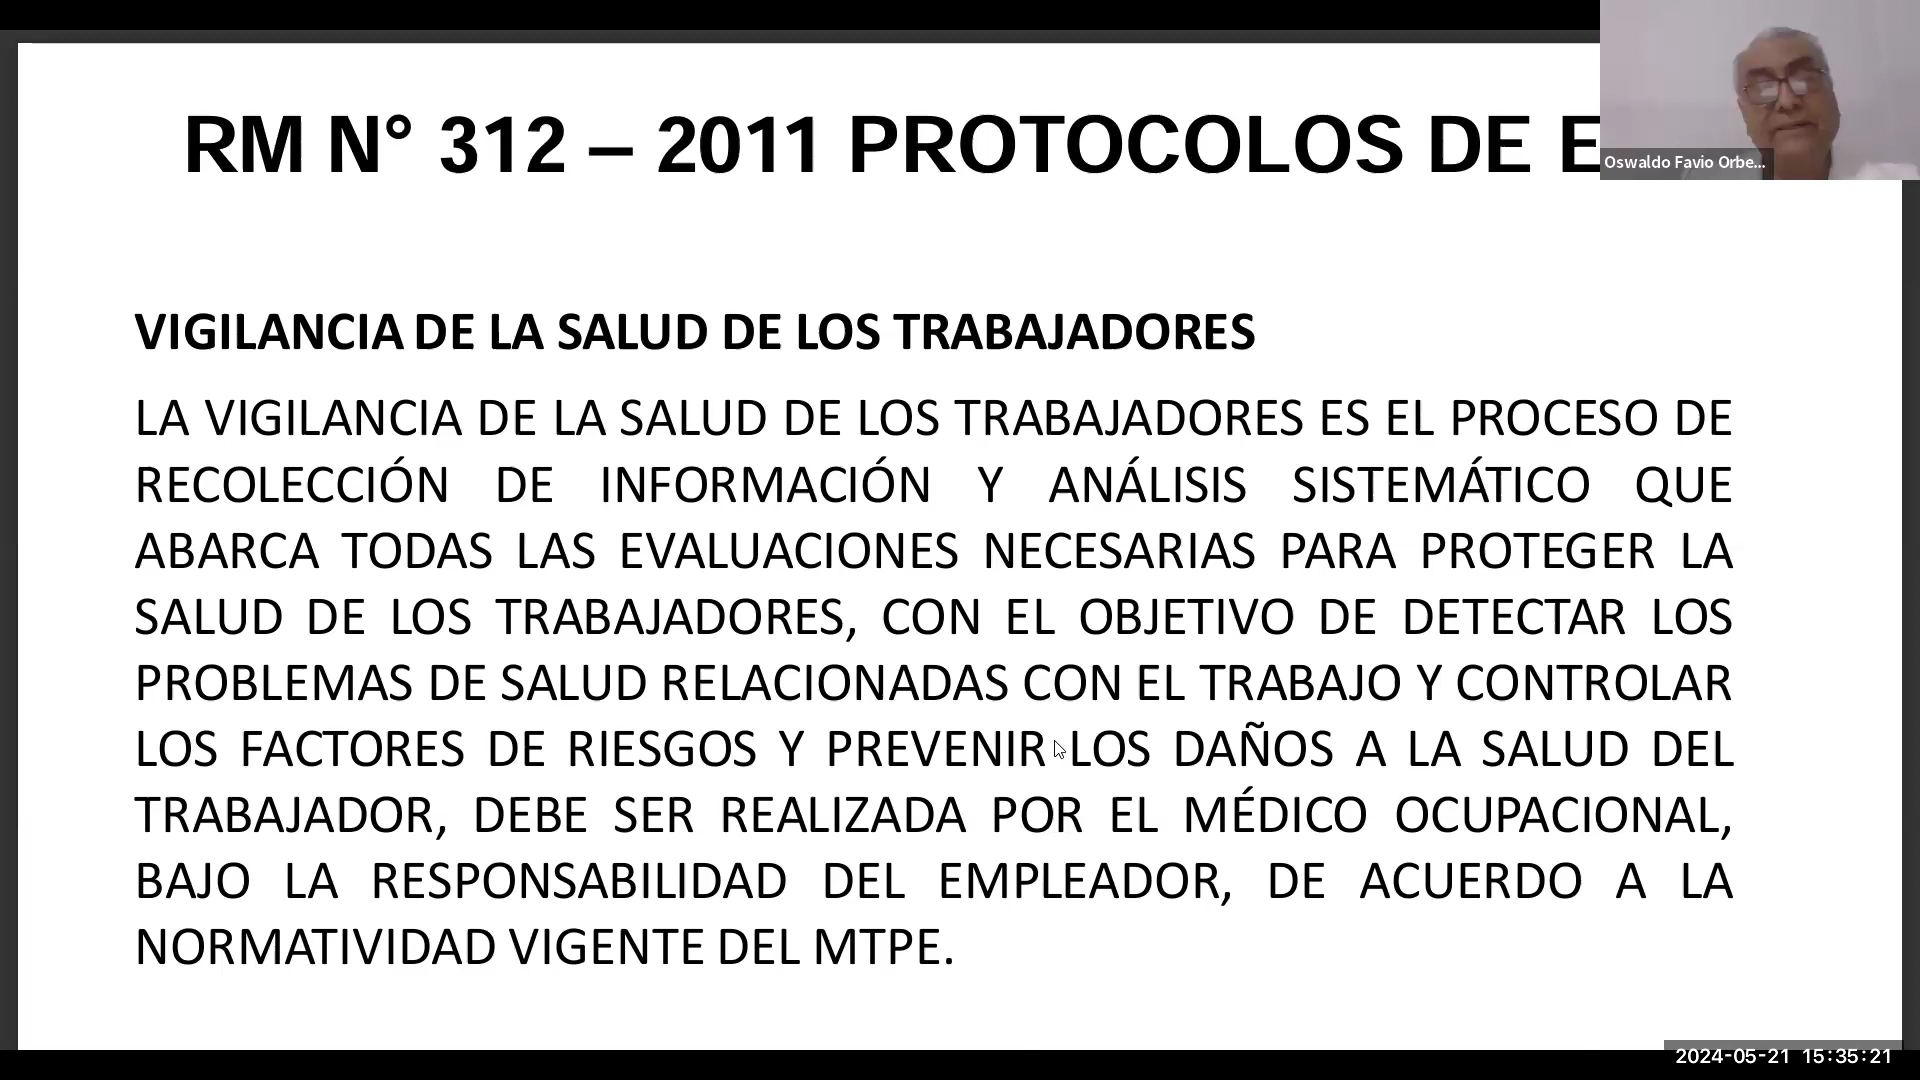 RM N° 312 – 2011 PROTOCOLOS DE E
Oswaldo Favio Orbe...
VIGILANCIA DE LA SALUD DE LOS TRABAJADORES
LA VIGILANCIA DE LA SALUD DE LOS TRABAJADORES ES EL PROCESO DE
RECOLECCIÓN DE INFORMACIÓN Y ANÁLISIS SISTEMÁTICO QUE
ABARCA TODAS LAS EVALUACIONES NECESARIAS PARA PROTEGER LA
SALUD DE LOS TRABAJADORES, CON EL OBJETIVO DE DETECTAR LOS
PROBLEMAS DE SALUD RELACIONADAS CON EL TRABAJO Y CONTROLAR
LOS FACTORES DE RIESGOS Y PREVENIR LOS DAÑOS A LA SALUD DEL
TRABAJADOR, DEBE SER REALIZADA POR EL MÉDICO OCUPACIONAL,
BAJO LA RESPONSABILIDAD DEL EMPLEADOR, DE ACUERDO A LA
NORMATIVIDAD VIGENTE DEL MTPE.
2024-05-21 15:35:21